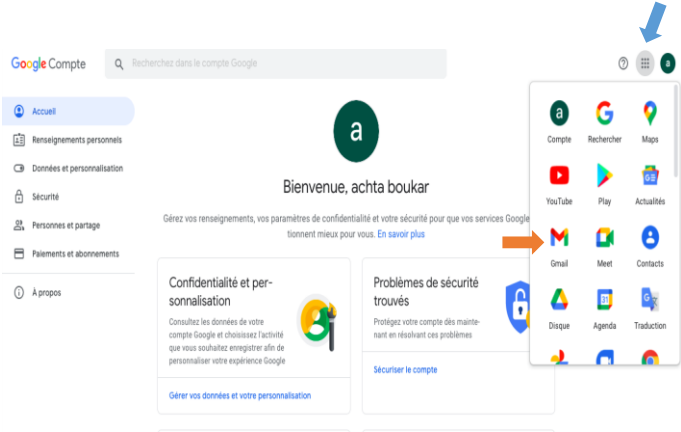 Google Compte
Recherchez dans le compte Google
a
Accueil
Renseignements personnels
Données et personnalisation
Sécurité
Personnes et partage
Paiements et abonnements
À propos
a
Bienvenue, achta boukar
Gérez vos renseignements, vos paramètres de confidentialité et votre sécurité pour que vos services Google
tionnent mieux pour vous. En savoir plus
Confidentialité et per-
sonnalisation
Consultez les données de votre
compte Google et choisissez l'activité
que vous souhaitez enregistrer afin de
personnaliser votre expérience Google
Gérer vos données et votre personnalisation
Problèmes de sécurité
trouvés
Protégez votre compte dès mainte-
nant en résolvant ces problèmes
Sécuriser le compte
a
Compte Rechercher Maps
YouTube Play Actualités
Gmail Meet Contacts
31
Disque Agenda Traduction